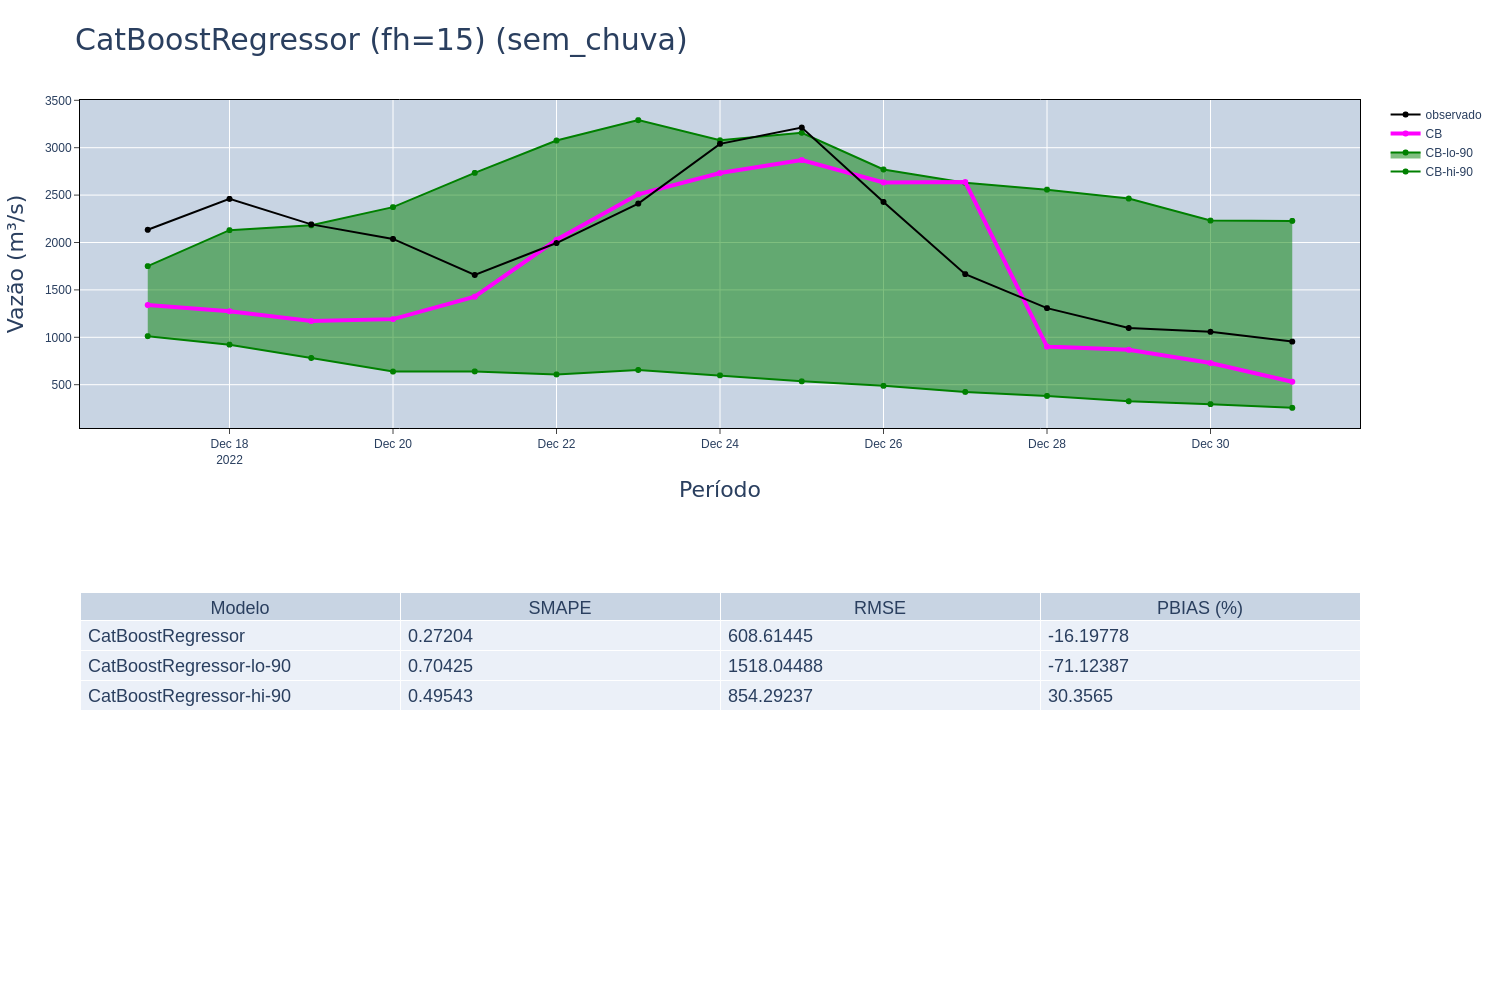 CatBoostRegressor (fh=15) (sem_chuva)
Vazão (m³/s)
3500
3000
2500
2000
1500
1000
500
observado
CB
CB-lo-90
CB-hi-90
Dec 18 Dec 20 Dec 22 Dec 24 Dec 26 Dec 28 Dec 30
2022
Período
Modelo SMAPE RMSE PBIAS (%)
CatBoostRegressor 0.27204 608.61445 -16.19778
CatBoostRegressor-lo-90 0.70425 1518.04488 -71.12387
CatBoostRegressor-hi-90 0.49543 854.29237 30.3565